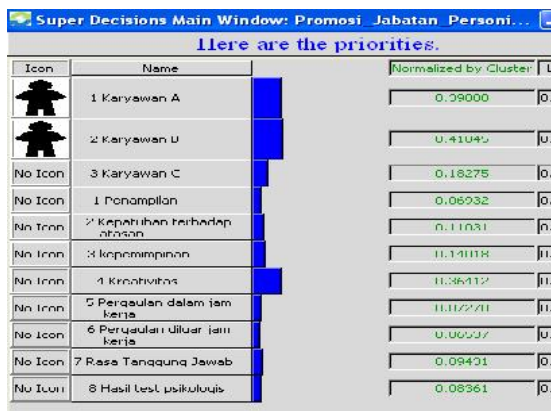 Super Decisions Main Window: Promosi_Jabatan_Personi...
Here are the priorities.
Icon Name Normalized by Cluster
1 Karyawan A
2 Karyawan B 0.41045
No Icon 3 Karyawan C 0.18275
No Icon 1 Penampilan 0.06932
No Icon 2 Kepatuhan terhadap
atasan 0.11031
No Icon 3 kepemimpinan 0.14018
No Icon 4 Kreativitas 0.36412
No Icon 5 Pergaulan dalam jam
kerja
No Icon 6 Pergaulan diluar jam
kerja
No Icon 7 Rasa Tanggung Jawab
No Icon 8 Hasil test psikologis 0.08361